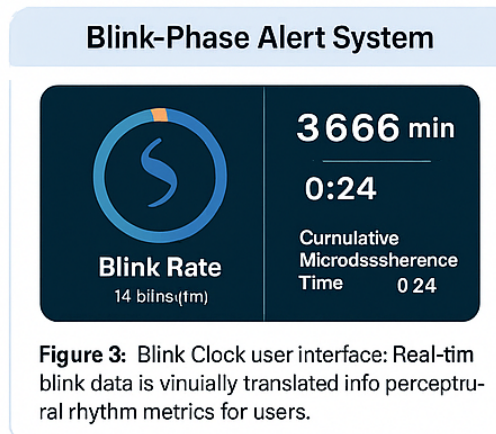 Blink-Phase Alert System
3666 min
0:24
Blink Rate
14 bilns(tm)
Curnulative
Microdsssherence
Time 0 24
Figure 3: Blink Clock user interface: Real-tim
blink data is vinuially translated info perceptru-
ral rhythm metrics for users.